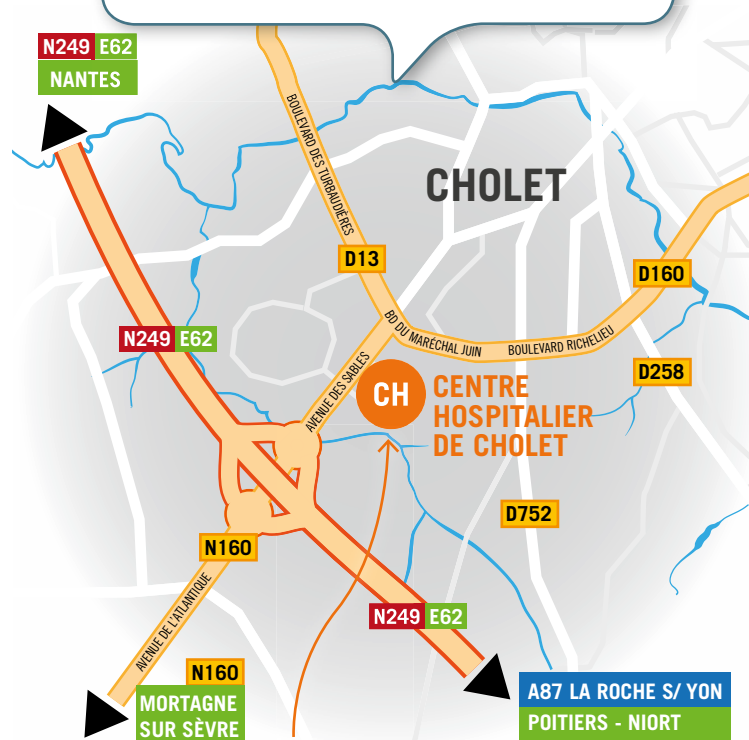 N249 E62
NANTES
BOULEVARD DES TURBAUDIÈRES
CHOLET
D13
D160
N249 E62
BD DU MARÉCHAL JUIN
BOULEVARD RICHELIEU
AVENUE DES SABLES
D258
CH
CENTRE
HOSPITALIER
DE CHOLET
D752
N160
AVENUE DE L'ATLANTIQUE
N249 E62
N160
MORTAGNE
SUR SÈVRE
A87 LA ROCHE S/ YON
POITIERS - NIORT